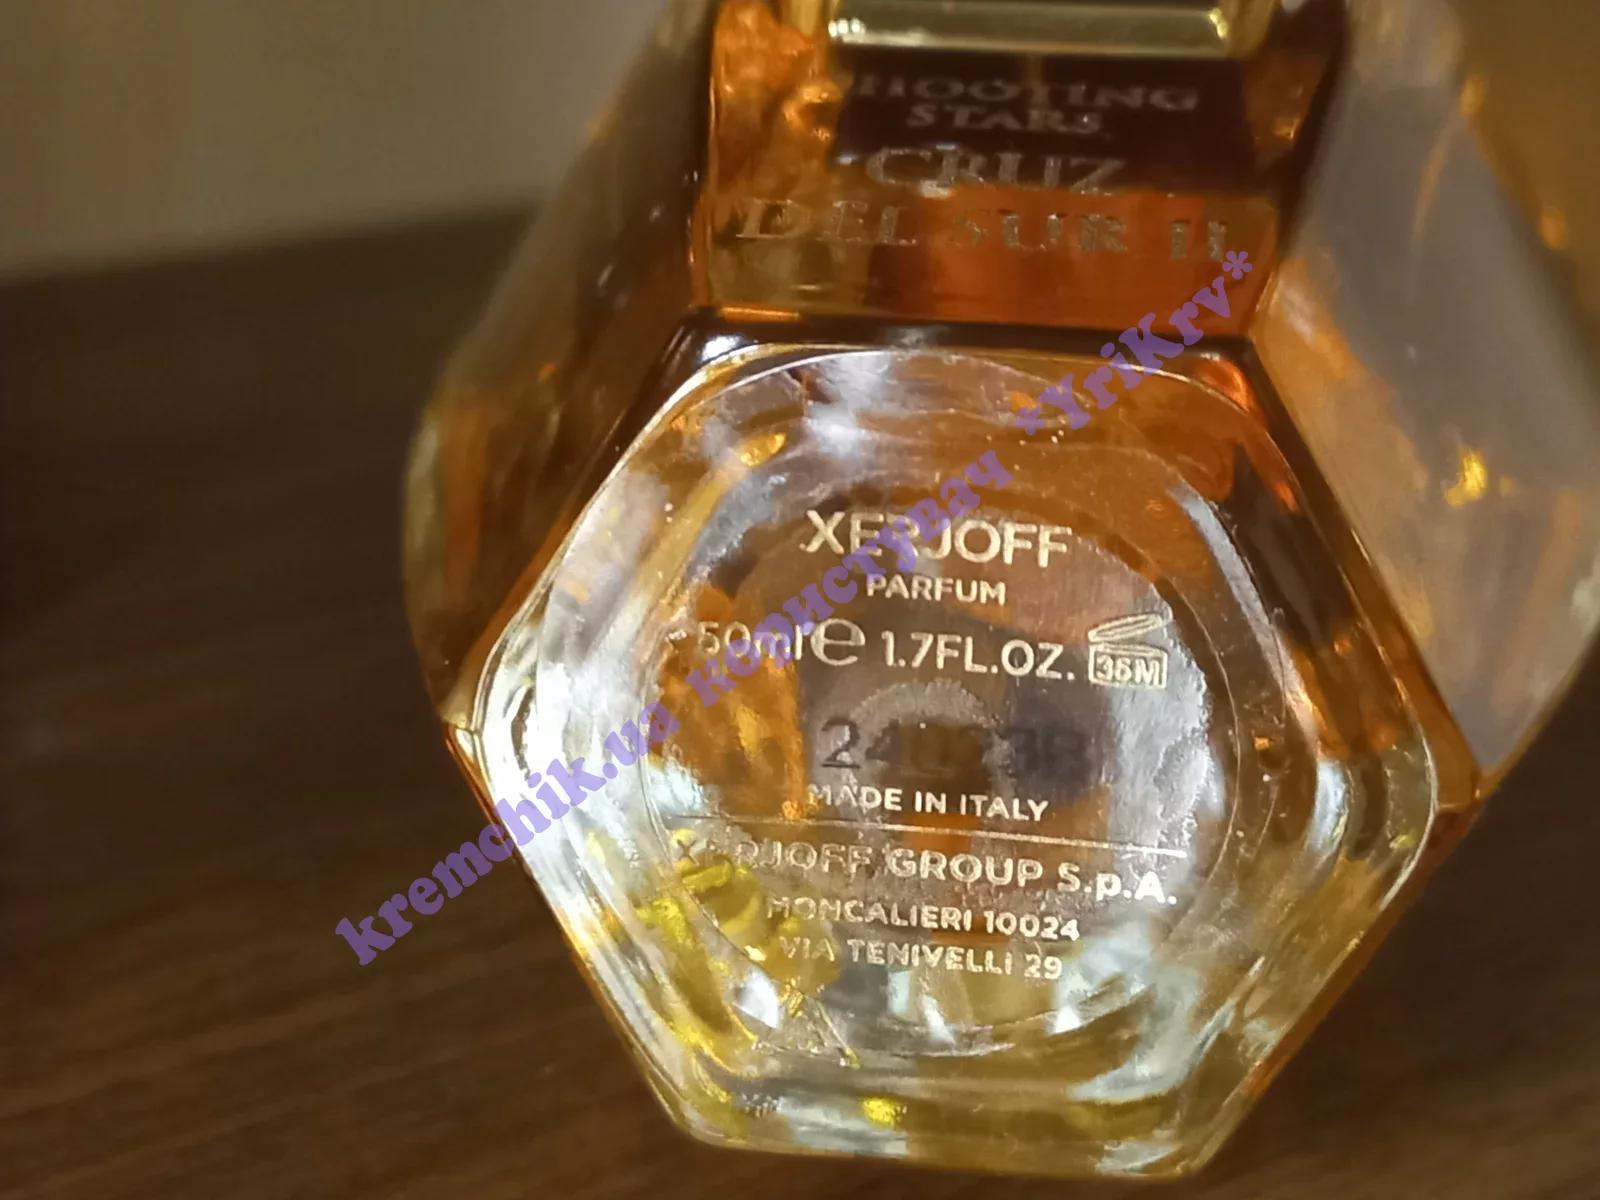 SHOOTING
STARS
CRUZ
DEL SUR II
XERJOFF
PARFUM
50ml e 1.7FL.OZ. 36M
MADE IN ITALY
XERJOFF GROUP S.p.A.
MONCALIERI 10024
VIA TENIVELLI 29
kremchik.ua користувач *YriKrv*